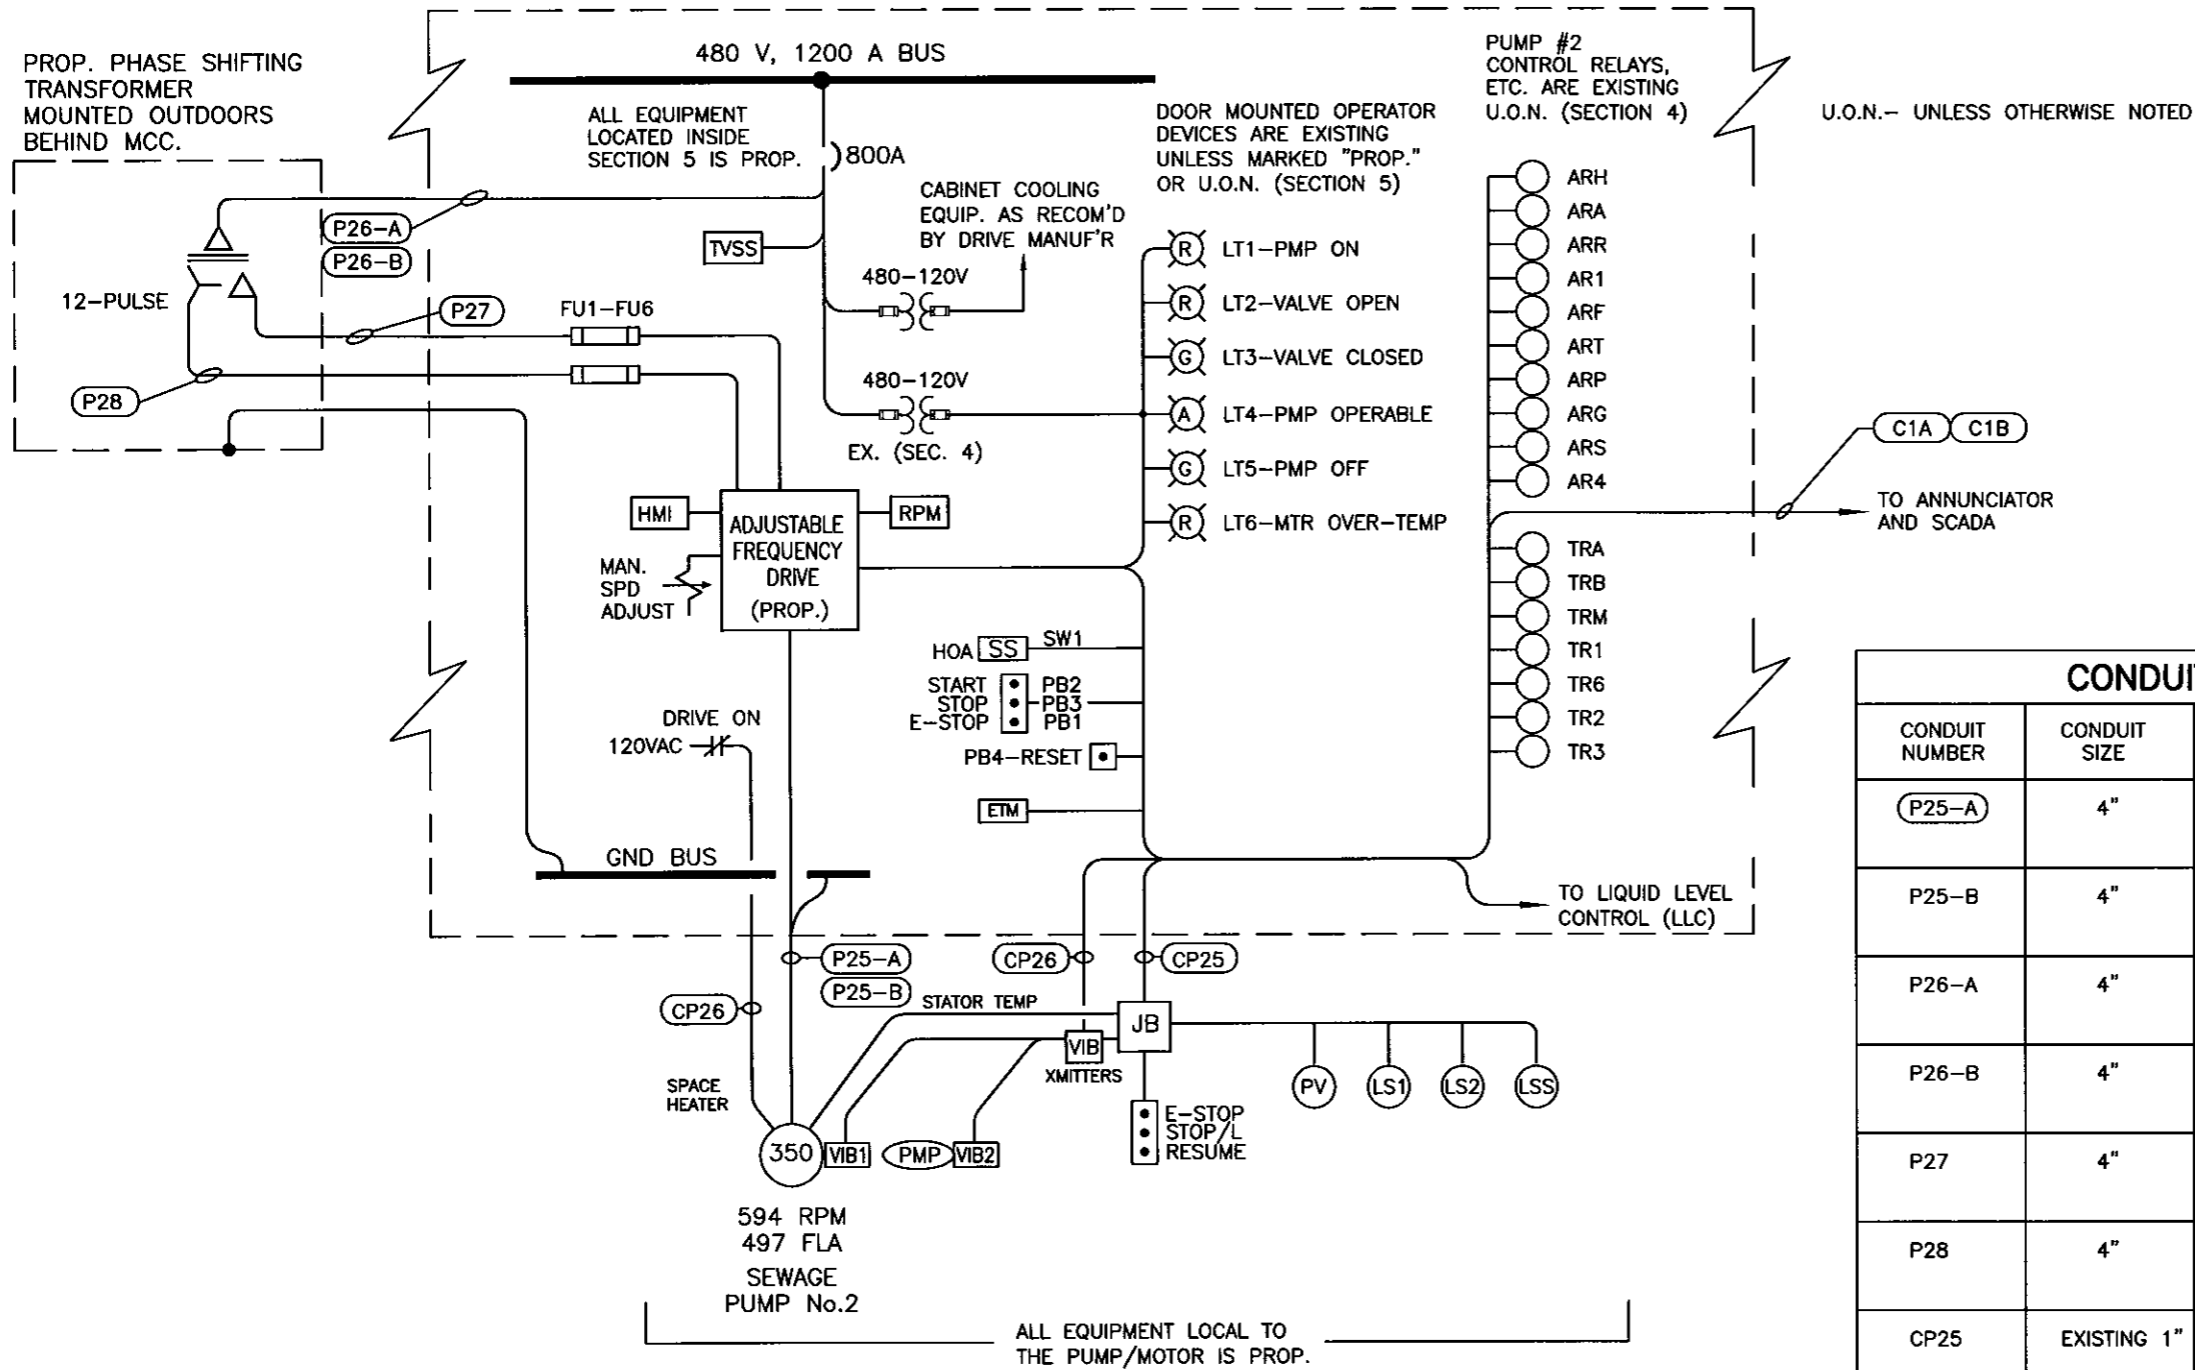 PROP. PHASE SHIFTING
TRANSFORMER
MOUNTED OUTDOORS
BEHIND MCC.
480 V, 1200 A BUS
ALL EQUIPMENT
LOCATED INSIDE
SECTION 5 IS PROP.
800A
DOOR MOUNTED OPERATOR
DEVICES ARE EXISTING
UNLESS MARKED "PROP."
OR U.O.N. (SECTION 5)
PUMP #2
CONTROL RELAYS,
ETC. ARE EXISTING
U.O.N. (SECTION 4)
U.O.N.- UNLESS OTHERWISE NOTED
CABINET COOLING
EQUIP. AS RECOM'D
BY DRIVE MANUF'R
P26-A
P26-B
TVSS
12-PULSE
P27
FU1-FU6
P28
480-120V
480-120V
EX. (SEC. 4)
R LT1-PMP ON
R LT2-VALVE OPEN
G LT3-VALVE CLOSED
A LT4-PMP OPERABLE
G LT5-PMP OFF
R LT6-MTR OVER-TEMP
ARH
ARA
ARR
AR1
ARF
ART
ARP
ARG
ARS
AR4
C1A C1B
TO ANNUNCIATOR
AND SCADA
TRA
TRB
TRM
TR1
TR6
TR2
TR3
HMI
ADJUSTABLE
FREQUENCY
DRIVE
(PROP.)
RPM
MAN.
SPD
ADJUST
HOA SS SW1
START PB2
STOP PB3
E-STOP PB1
PB4-RESET
ETM
DRIVE ON
120VAC
GND BUS
TO LIQUID LEVEL
CONTROL (LLC)
P25-A
P25-B
CP26
CP25
CP26
STATOR TEMP
JB
VIB
XMITTERS
SPACE
HEATER
PV
LS1
LS2
LSS
E-STOP
STOP/L
RESUME
350
VIB1
PMP
VIB2
594 RPM
497 FLA
SEWAGE
PUMP No.2
ALL EQUIPMENT LOCAL TO
THE PUMP/MOTOR IS PROP.
CONDUIT
CONDUIT
NUMBER
CONDUIT
SIZE
P25-A 4"
P25-B 4"
P26-A 4"
P26-B 4"
P27 4"
P28 4"
CP25 EXISTING 1"